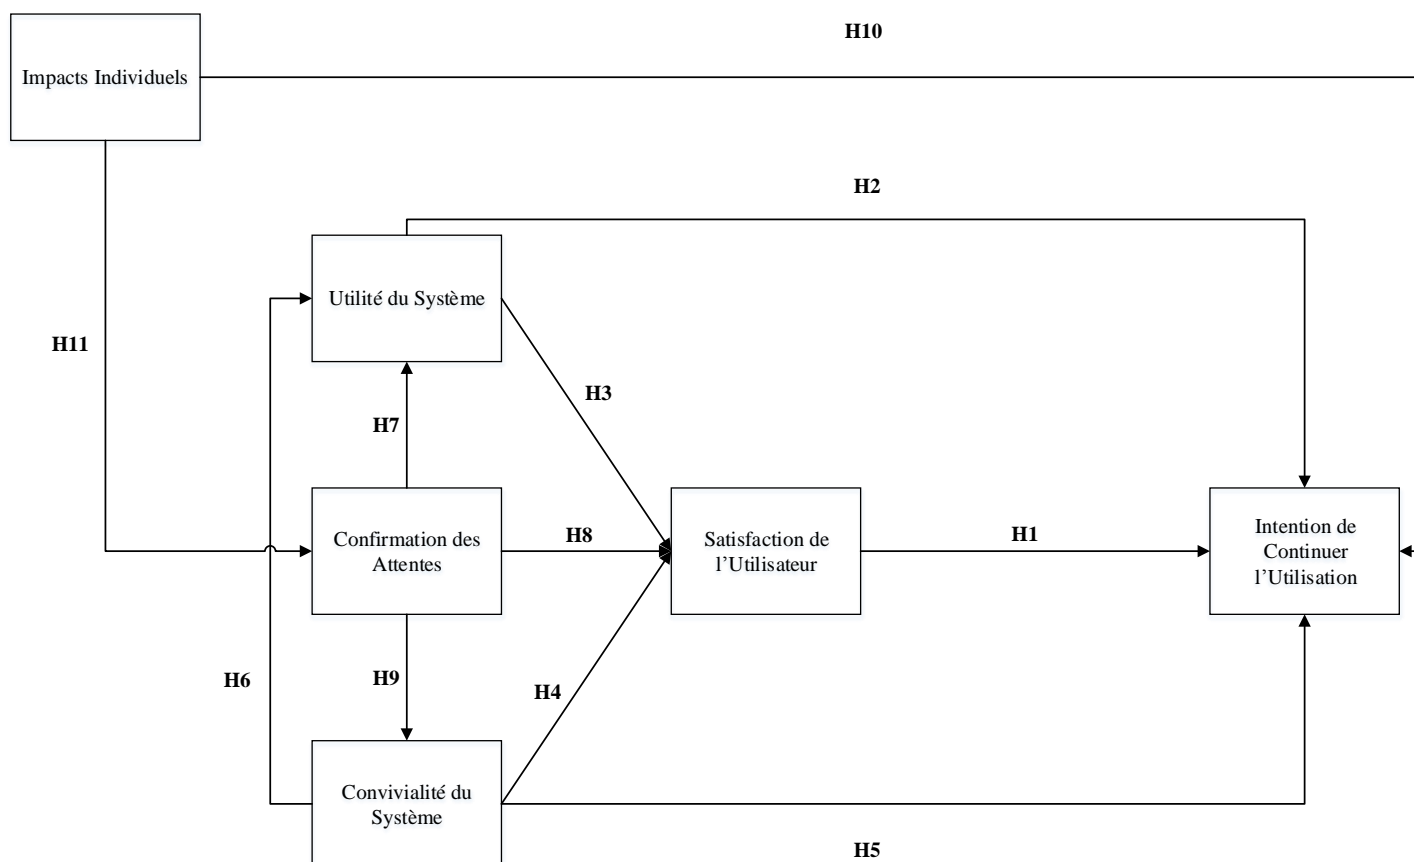 H10
Impacts Individuels
H2
Utilité du Système
H11
H3
H7
Confirmation des
Attentes
H8
Satisfaction de
l’Utilisateur
H1
Intention de
Continuer
l’Utilisation
H6
H9
H4
Convivialité du
Système
H5